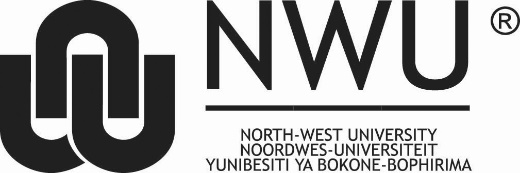 NWU ®
NORTH-WEST UNIVERSITY
NOORDWES-UNIVERSITEIT
YUNIBESITI YA BOKONE-BOPHIRIMA